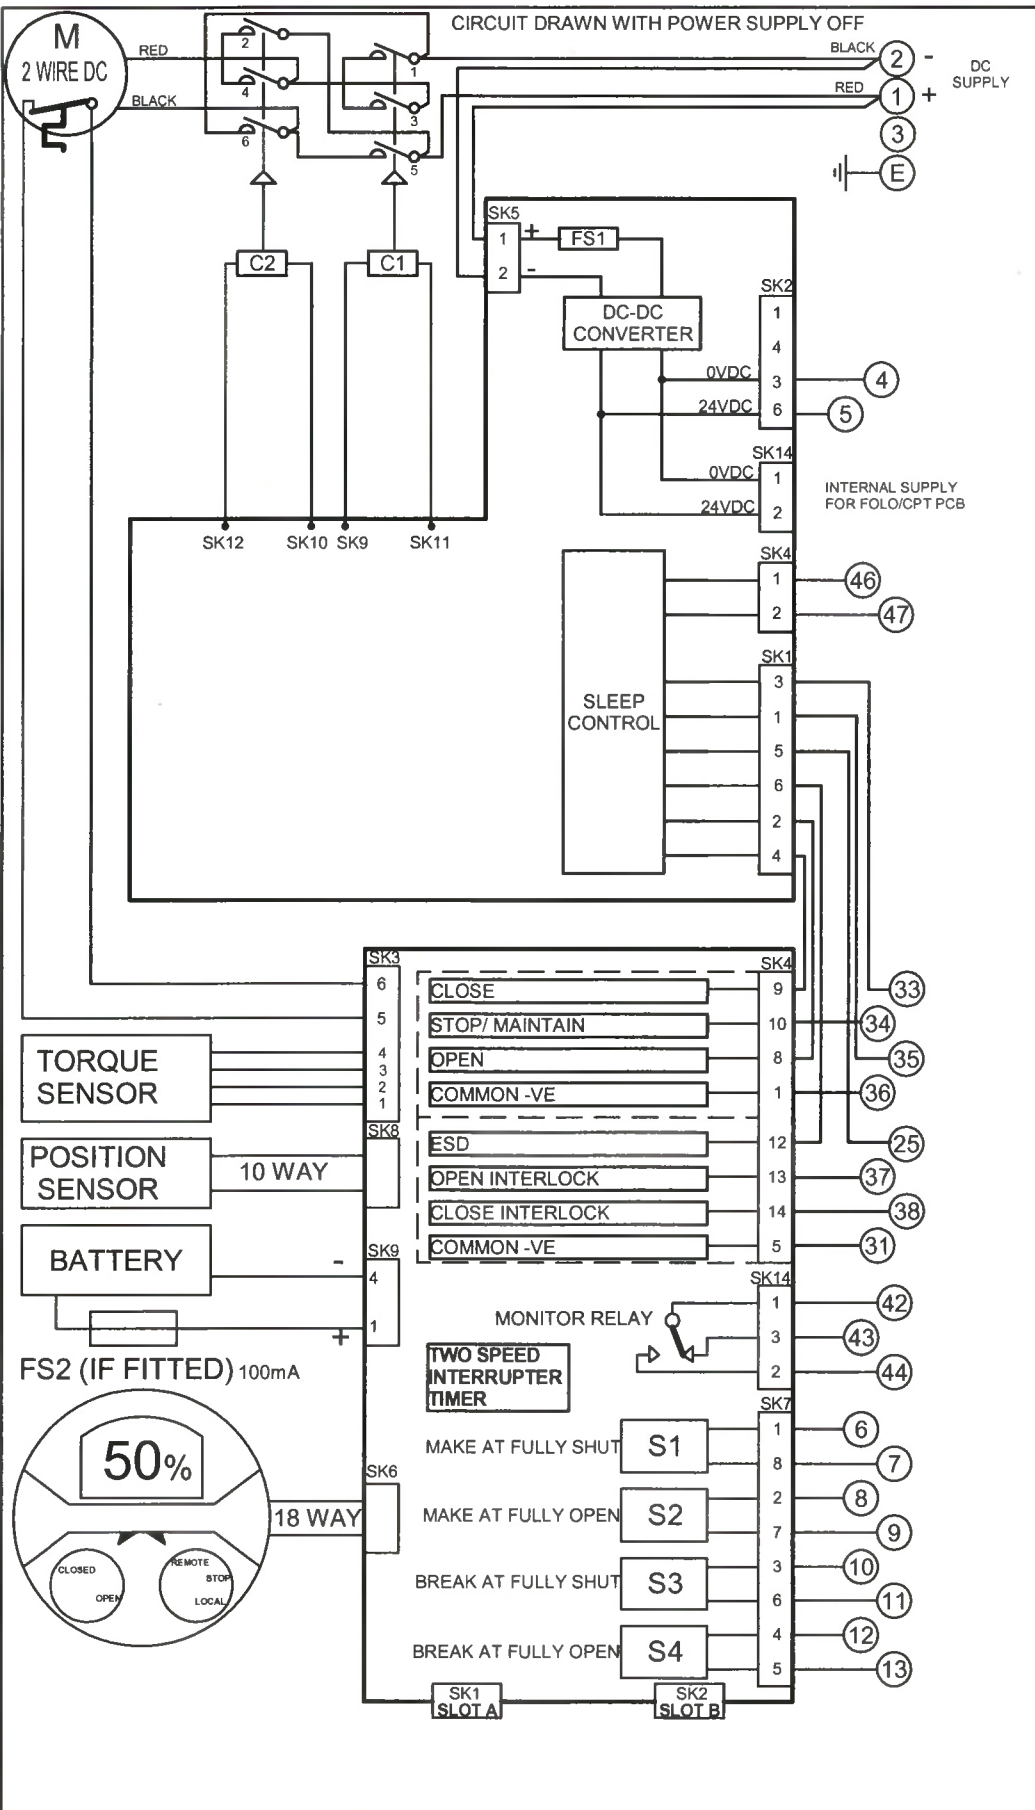 CIRCUIT DRAWN WITH POWER SUPPLY OFF
M
2 WIRE DC
RED
BLACK
2
4
6
1
3
5
BLACK
2 -
RED
1 +
DC
SUPPLY
3
E
C2
C1
SK12
SK10
SK9
SK11
SK5
1 +
2 -
FS1
DC-DC
CONVERTER
SK2
1
4
0VDC 3 4
24VDC 6 5
SK14
0VDC 1
24VDC 2
INTERNAL SUPPLY
FOR FOLO/CPT PCB
SK4
1 46
2 47
SLEEP
CONTROL
SK1
3
1
5
6
2
4
SK3
6
5
4
3
2
1
TORQUE
SENSOR
SK8
POSITION
SENSOR
10 WAY
BATTERY
SK9
- 4
+ 1
FS2 (IF FITTED) 100mA
SK4
CLOSE 9 33
STOP/ MAINTAIN 10 34
OPEN 8 35
COMMON -VE 1 36
ESD 12 25
OPEN INTERLOCK 13 37
CLOSE INTERLOCK 14 38
COMMON -VE 5 31
SK14
MONITOR RELAY
1 42
3 43
2 44
TWO SPEED
INTERRUPTER
TIMER
SK7
MAKE AT FULLY SHUT S1
1 6
8 7
MAKE AT FULLY OPEN S2
2 8
7 9
BREAK AT FULLY SHUT S3
3 10
6 11
BREAK AT FULLY OPEN S4
4 12
5 13
50%
SK6
18 WAY
CLOSED
OPEN
REMOTE
STOP
LOCAL
SK1
SLOT A
SK2
SLOT B